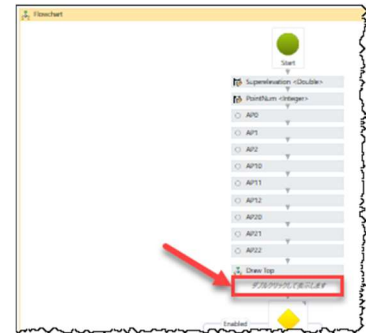 Flowchart
Start
Superelevation <Double>
PointNum <Integer>
AP0
AP1
AP2
AP10
AP11
AP12
AP20
AP21
AP22
Draw Top
ダブルクリックして表示します
Enabled